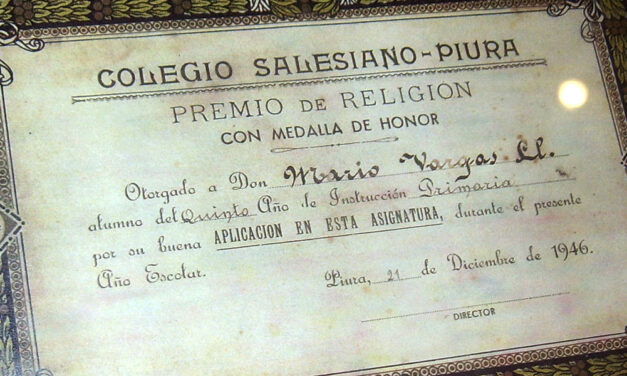 COLEGIO SALESIANO-PIURA
PREMIO DE RELIGION
CON MEDALLA DE HONOR
Otorgado a Don Mario Vargas Ll.
alumno del Quinto Año de Instrucción Primaria
por su buena APLICACION EN ESTA ASIGNATURA, durante el presente
Año Escolar.
Piura, 21 de Diciembre de 1946.
DIRECTOR